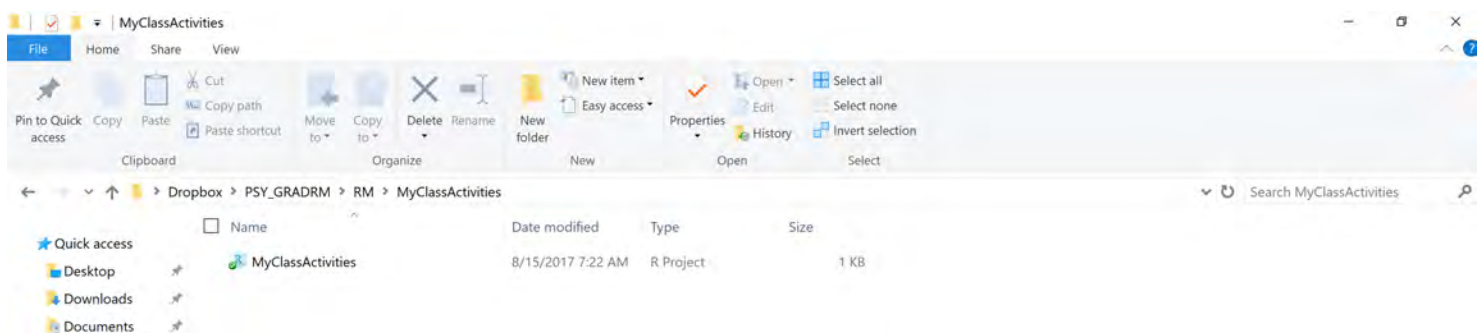 MyClassActivities
File Home Share View
Pin to Quick access
Copy
Paste
Cut
Copy path
Paste shortcut
Move to
Copy to
Delete
Rename
New folder
New item
Easy access
Properties
Open
Edit
History
Select all
Select none
Invert selection
Clipboard Organize New Open Select
Dropbox > PSY_GRADRM > RM > MyClassActivities
Search MyClassActivities
Name Date modified Type Size
Quick access
MyClassActivities 8/15/2017 7:22 AM R Project 1 KB
Desktop
Downloads
Documents